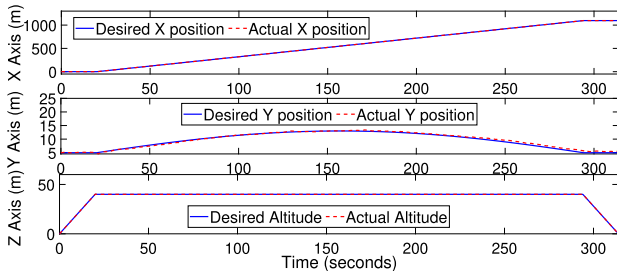 X Axis (m)
1000
500
0
Desired X position
Actual X position
0 50 100 150 200 250 300
Y Axis (m)
25
20
15
10
5
Desired Y position
Actual Y position
0 50 100 150 200 250 300
Z Axis (m)
50
0
Desired Altitude
Actual Altitude
0 50 100 150 200 250 300
Time (seconds)